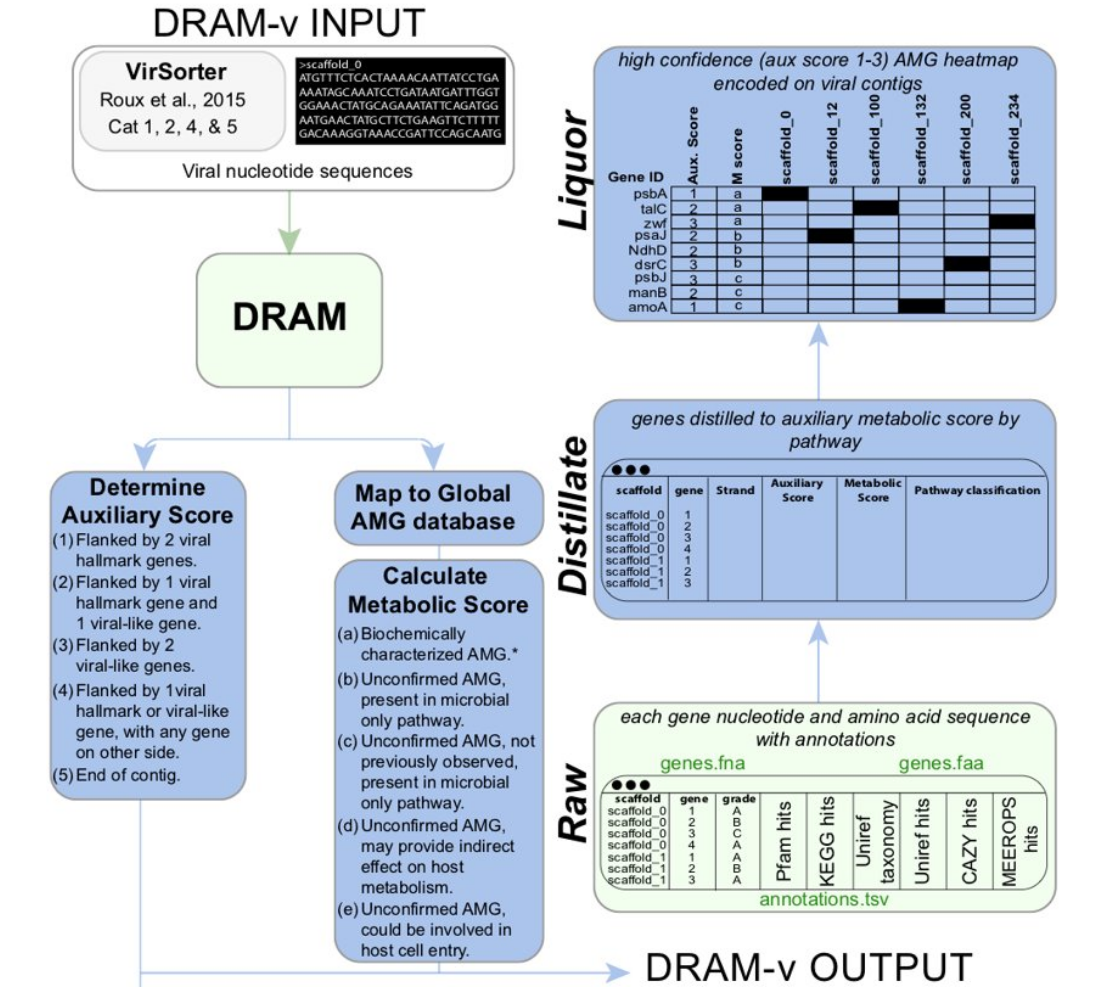 DRAM-v INPUT
VirSorter
Roux et al., 2015
Cat 1, 2, 4, & 5
>scaffold_0
ATGTTTCTCACTAAAACAATTATCCTGA
AAATAGCAAATCCTGATAATGATTTGGT
GGAAACTATGCAGAAATATTCAGATGG
AATGAACTATGCTTCTGAAGTTCTTTTT
GACAAAGGTAAACCGATTCCAGCAATG
Viral nucleotide sequences
DRAM
Determine
Auxiliary Score
(1) Flanked by 2 viral
hallmark genes.
(2) Flanked by 1 viral
hallmark gene and
1 viral-like gene.
(3) Flanked by 2
viral-like genes.
(4) Flanked by 1viral
hallmark or viral-like
gene, with any gene
on other side.
(5) End of contig.
Map to Global
AMG database
Calculate
Metabolic Score
(a) Biochemically
characterized AMG.*
(b) Unconfirmed AMG,
present in microbial
only pathway.
(c) Unconfirmed AMG, not
previously observed,
present in microbial
only pathway.
(d) Unconfirmed AMG,
may provide indirect
effect on host
metabolism.
(e) Unconfirmed AMG,
could be involved in
host cell entry.
Liquor
high confidence (aux score 1-3) AMG heatmap
encoded on viral contigs
Gene ID Aux. Score M score scaffold_0 scaffold_12 scaffold_100 scaffold_132 scaffold_200 scaffold_234
psbA 1 a
talC 2 a
zwf 3 a
psaJ 2 b
NdhD 2 b
dsrC 3 b
psbJ 3 c
manB 2 c
amoA 1 c
Distillate
genes distilled to auxiliary metabolic score by
pathway
scaffold gene Strand Auxiliary Score Metabolic Score Pathway classification
scaffold_0 1
scaffold_0 2
scaffold_0 3
scaffold_0 4
scaffold_1 1
scaffold_1 2
scaffold_1 3
Raw
each gene nucleotide and amino acid sequence
with annotations
genes.fna genes.faa
scaffold gene grade Pfam hits KEGG hits Uniref taxonomy Uniref hits CAZY hits MEEROPS hits
scaffold_0 1 A
scaffold_0 2 B
scaffold_0 3 C
scaffold_0 4 A
scaffold_1 1 A
scaffold_1 2 B
scaffold_1 3 A
annotations.tsv
DRAM-v OUTPUT